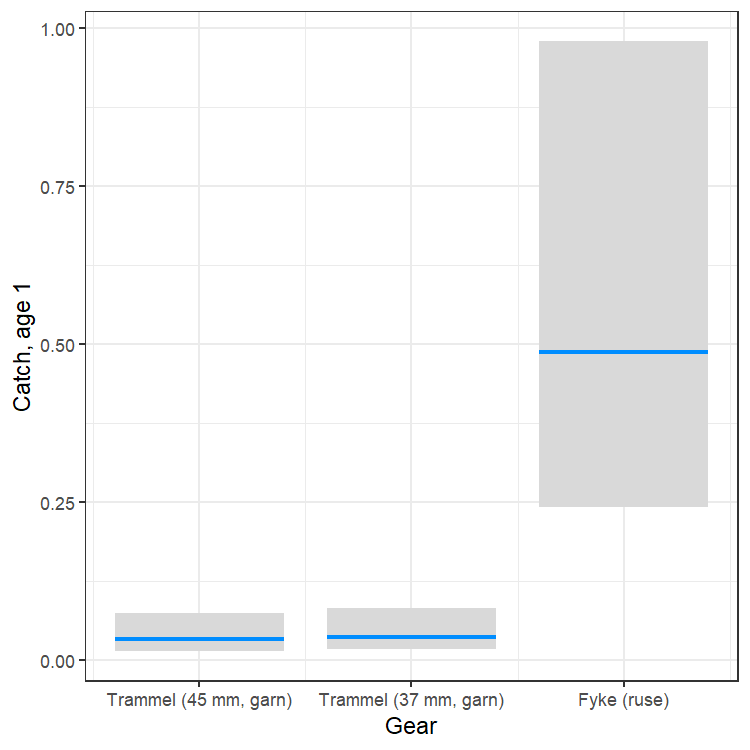 1.00
0.75
0.50
0.25
0.00
Catch, age 1
Trammel (45 mm, garn) Trammel (37 mm, garn) Fyke (ruse)
Gear